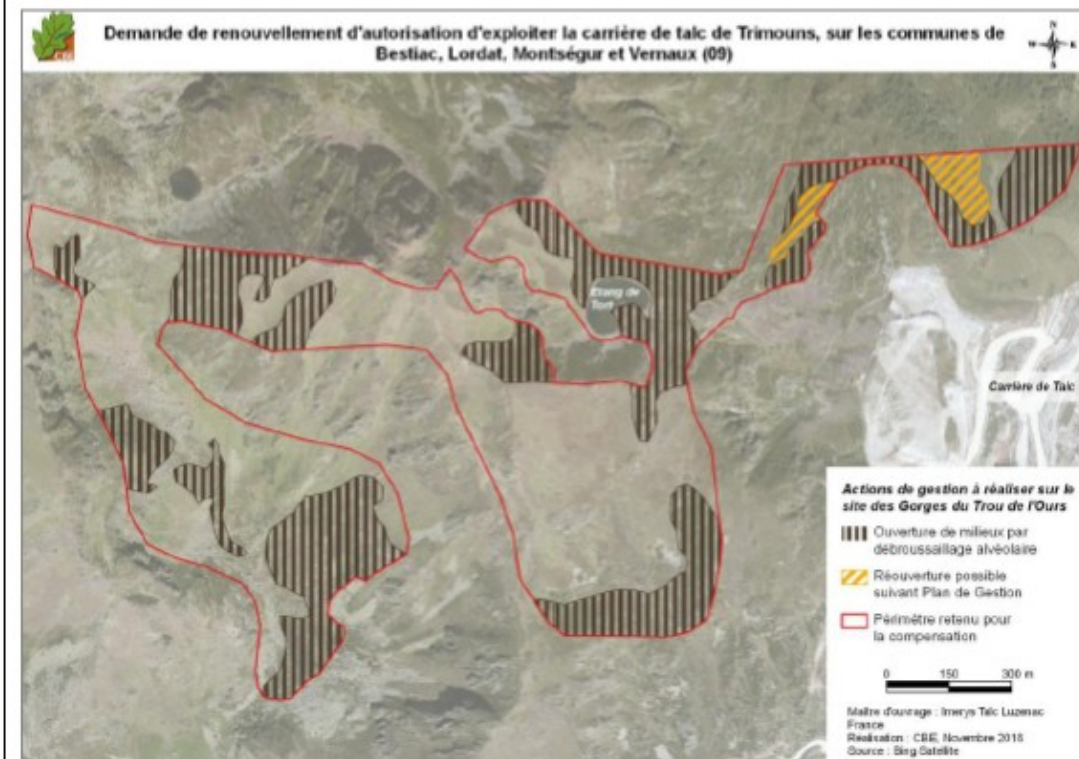 Demande de renouvellement d'autorisation d'exploiter la carrière de talc de Trimouns, sur les communes de
Bestiac, Lordat, Montségur et Vernaux (09)
CBE
N
W E
S
Etang de
Tort
Carrière de Talc
Actions de gestion à réaliser sur le
site des Gorges du Trou de l'Ours
Ouverture de milieux par
débroussaillage alvéolaire
Réouverture possible
suivant Plan de Gestion
Périmètre retenu pour
la compensation
0 150 300 m
Maître d'ouvrage : Imerys Talc Luzenac
France
Réalisation : CBE, Novembre 2018
Source : Bing Satellite